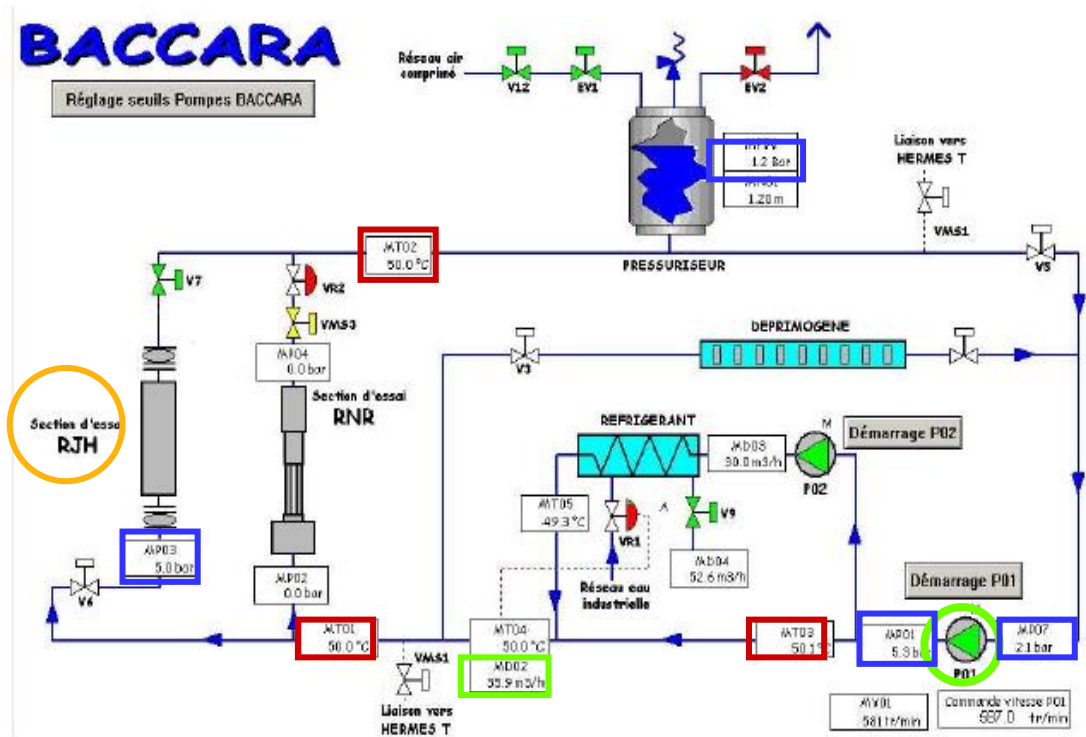 BACCARA
Réglage seuils Pompes BACCARA
Réseau air
comprimé
V12
EV1
EV2
1.2 Bar
1.20 m
Liaison vers
HERMES T
VMS1
V5
PRESSURISEUR
MT02
50.0 °C
V7
VR2
VMS3
MP04
0.0 bar
DEPRIMOGENE
V3
Section d'essai
RJH
Section d'essai
RNR
REFRIGERANT
M
Démarrage P02
MD03
30.0 m3/h
P02
MT05
49.3 °C
A
VR1
V9
MD04
52.6 m3/h
Réseau eau
industrielle
MP03
5.0 bar
V6
MP02
0.0 bar
Démarrage P01
MT01
50.0 °C
MT04
50.0 °C
MD02
MT03
50.1 °C
MP01
5.3 bar
P01
MP07
2.1 bar
VMS1
Liaison vers
HERMES T
MV01
581 tr/min
Commande vitesse P01
587.0 tr/min